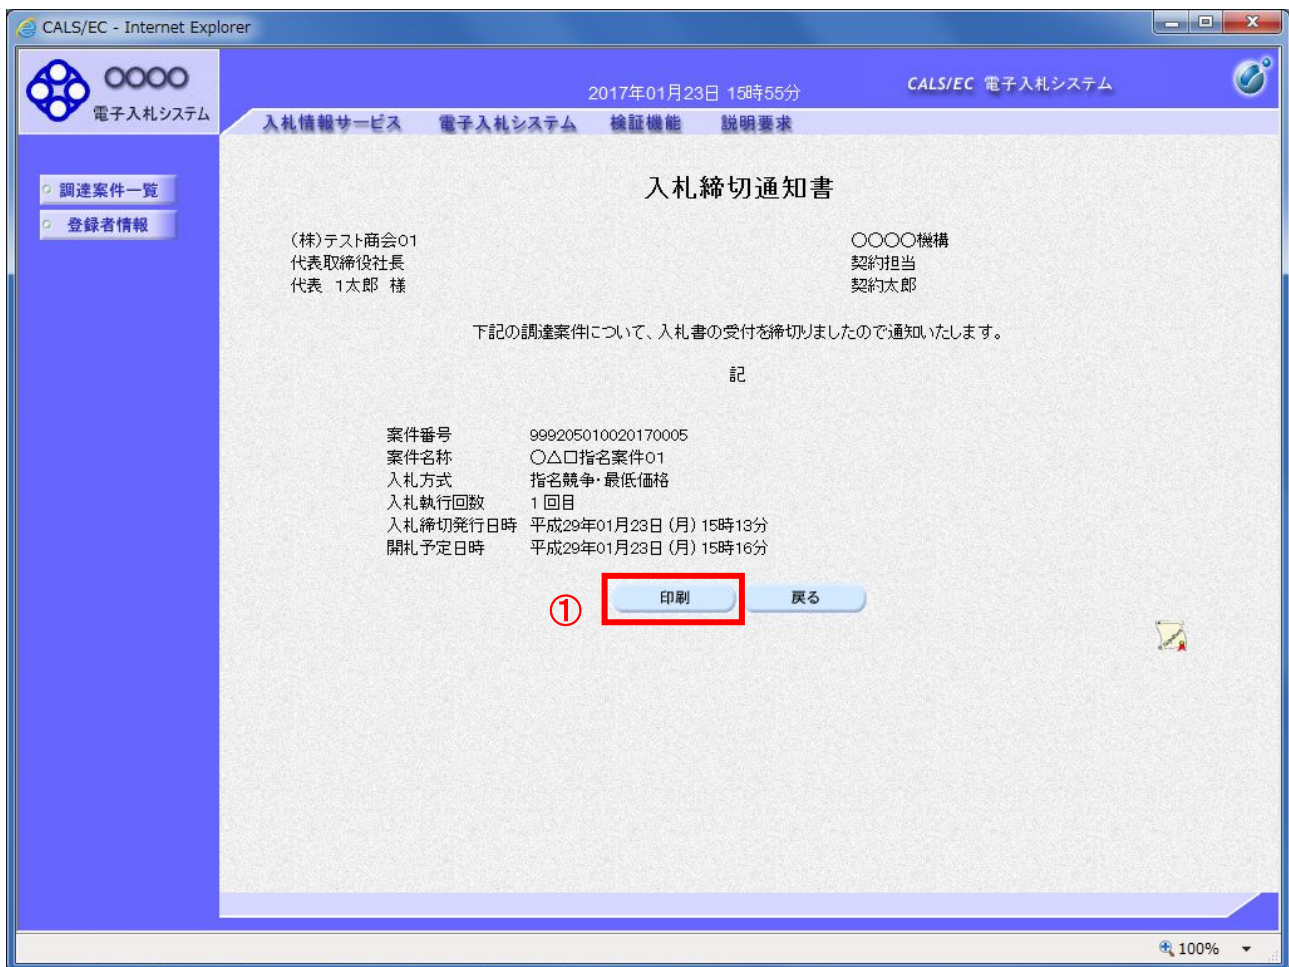 CALS/EC - Internet Explorer
○○○○
電子入札システム
2017年01月23日 15時55分
CALS/EC 電子入札システム
入札情報サービス 電子入札システム 検証機能 説明要求
調達案件一覧
登録者情報
入札締切通知書
(株)テスト商会01
代表取締役社長
代表 1太郎 様
○○○○機構
契約担当
契約太郎
下記の調達案件について、入札書の受付を締切りましたので通知いたします。
記
案件番号 999205010020170005
案件名称 ○△口指名案件01
入札方式 指名競争・最低価格
入札執行回数 1 回目
入札締切発行日時 平成29年01月23日 (月) 15時13分
開札予定日時 平成29年01月23日 (月) 15時16分
① 印刷 戻る
100%